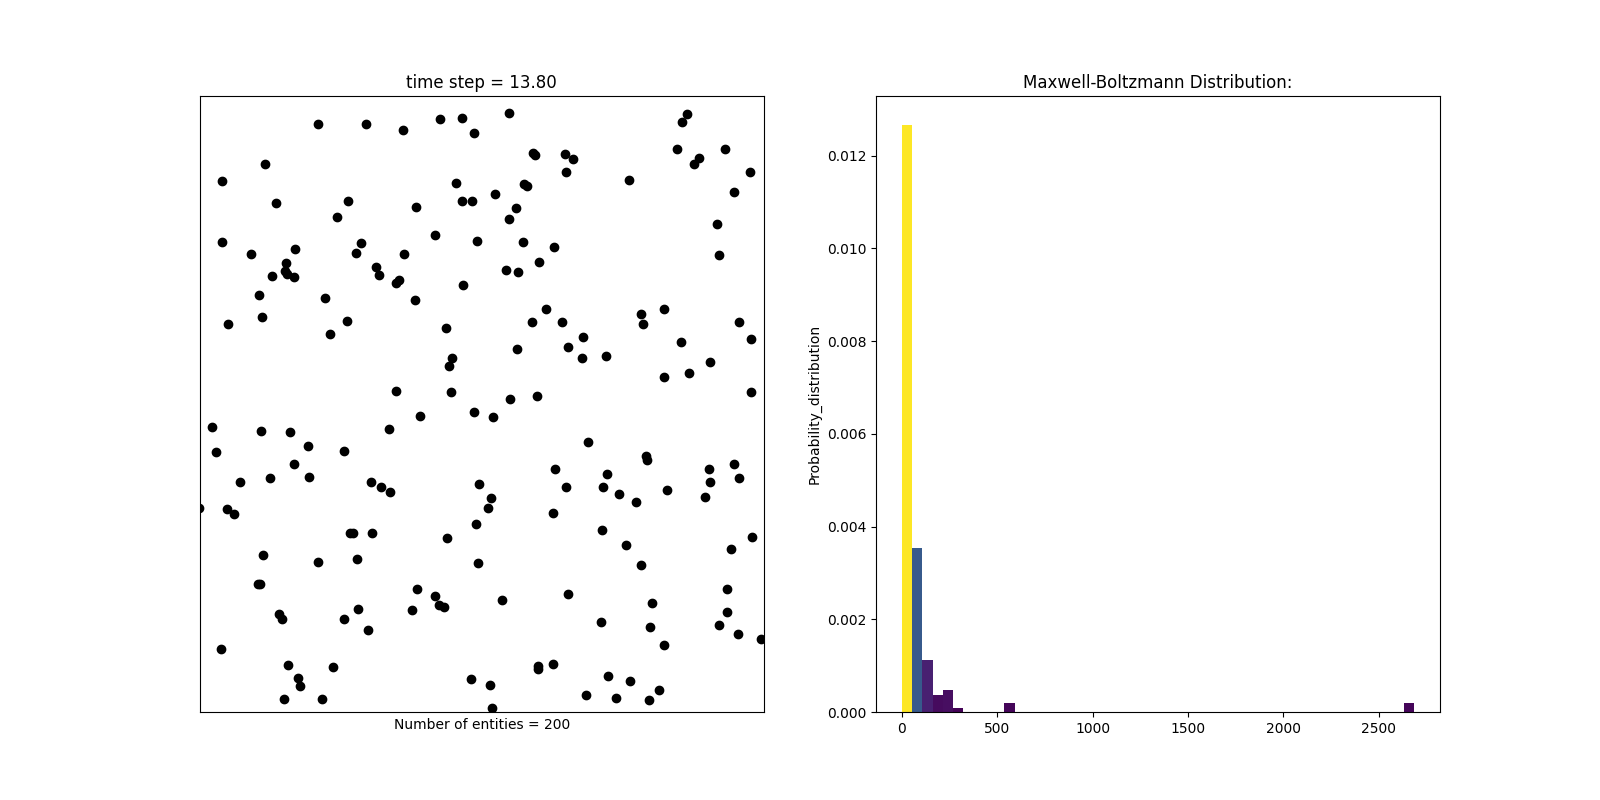 time step = 13.80
Number of entities = 200
Maxwell-Boltzmann Distribution:
Probability_distribution
0.012
0.010
0.008
0.006
0.004
0.002
0.000
0 500 1000 1500 2000 2500